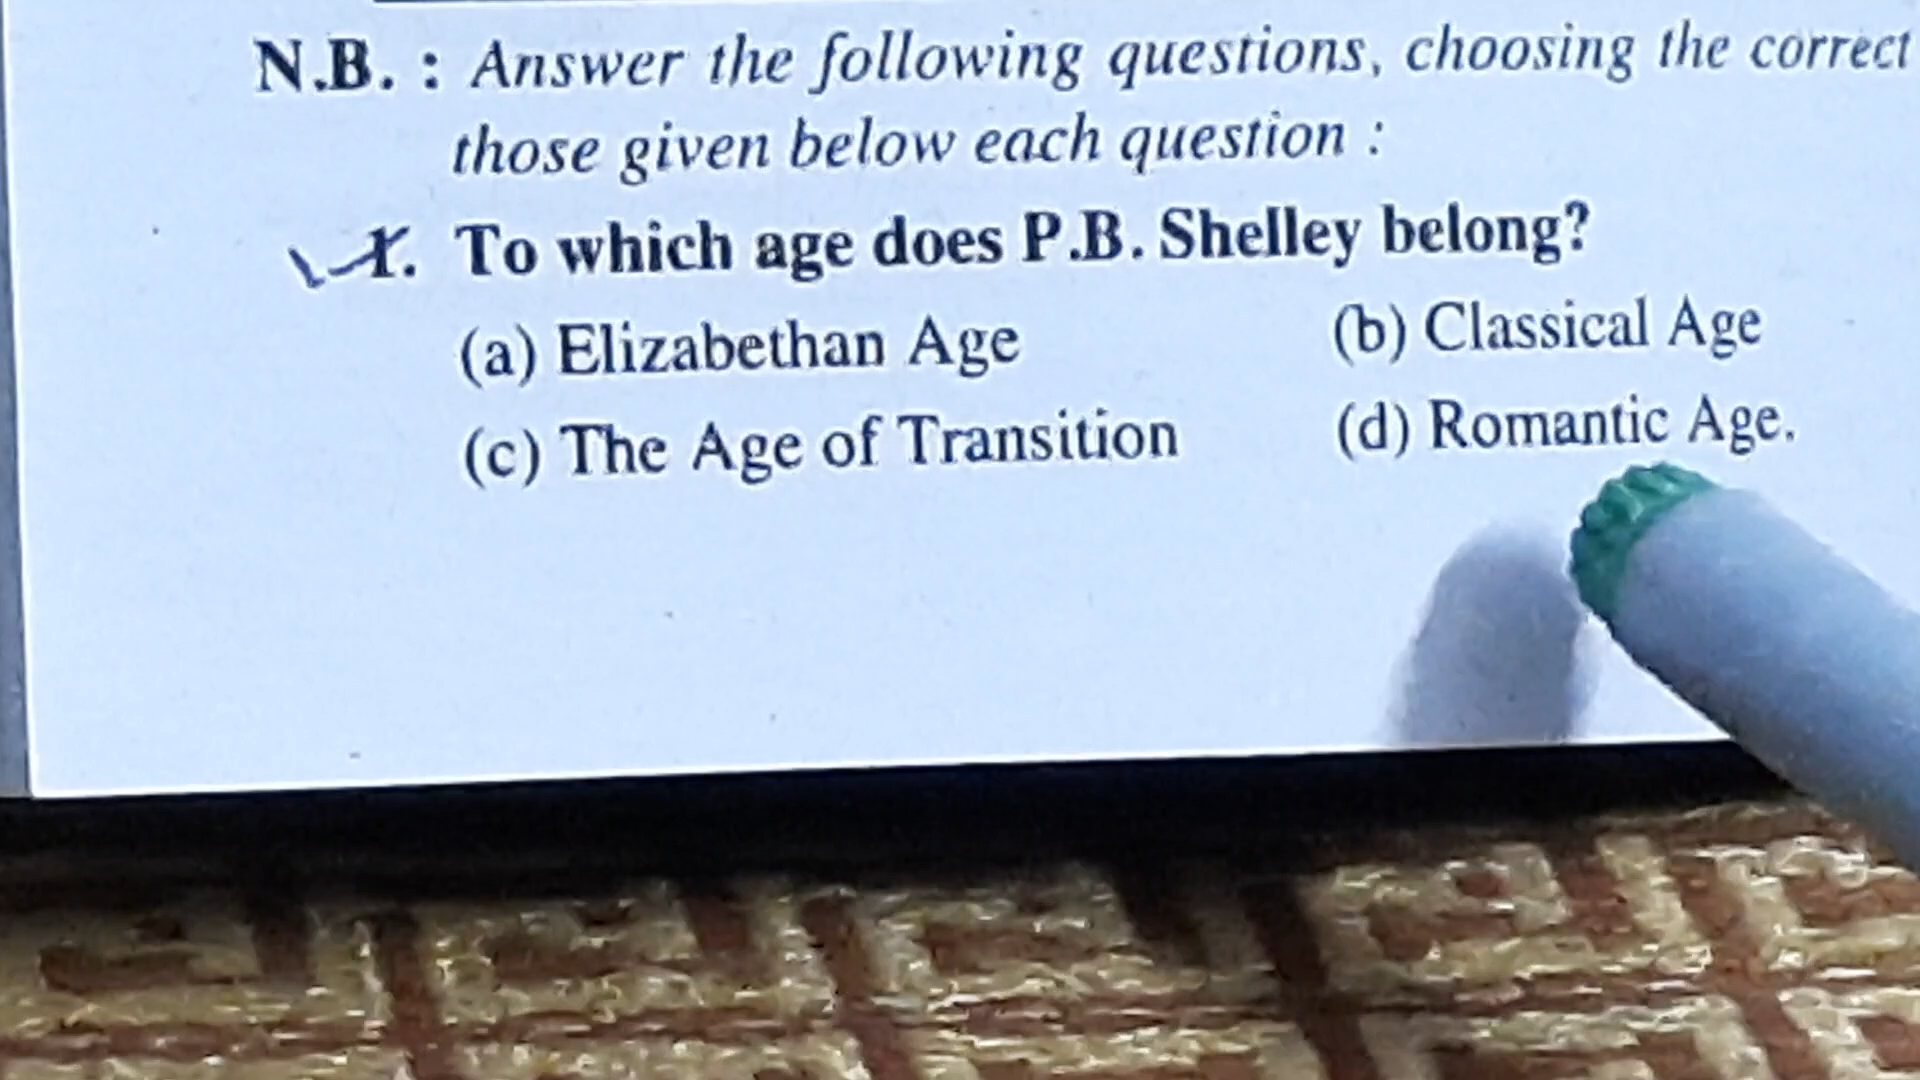 N.B. : Answer the following questions, choosing the correct
those given below each question :
1. To which age does P.B. Shelley belong?
(a) Elizabethan Age (b) Classical Age
(c) The Age of Transition (d) Romantic Age.